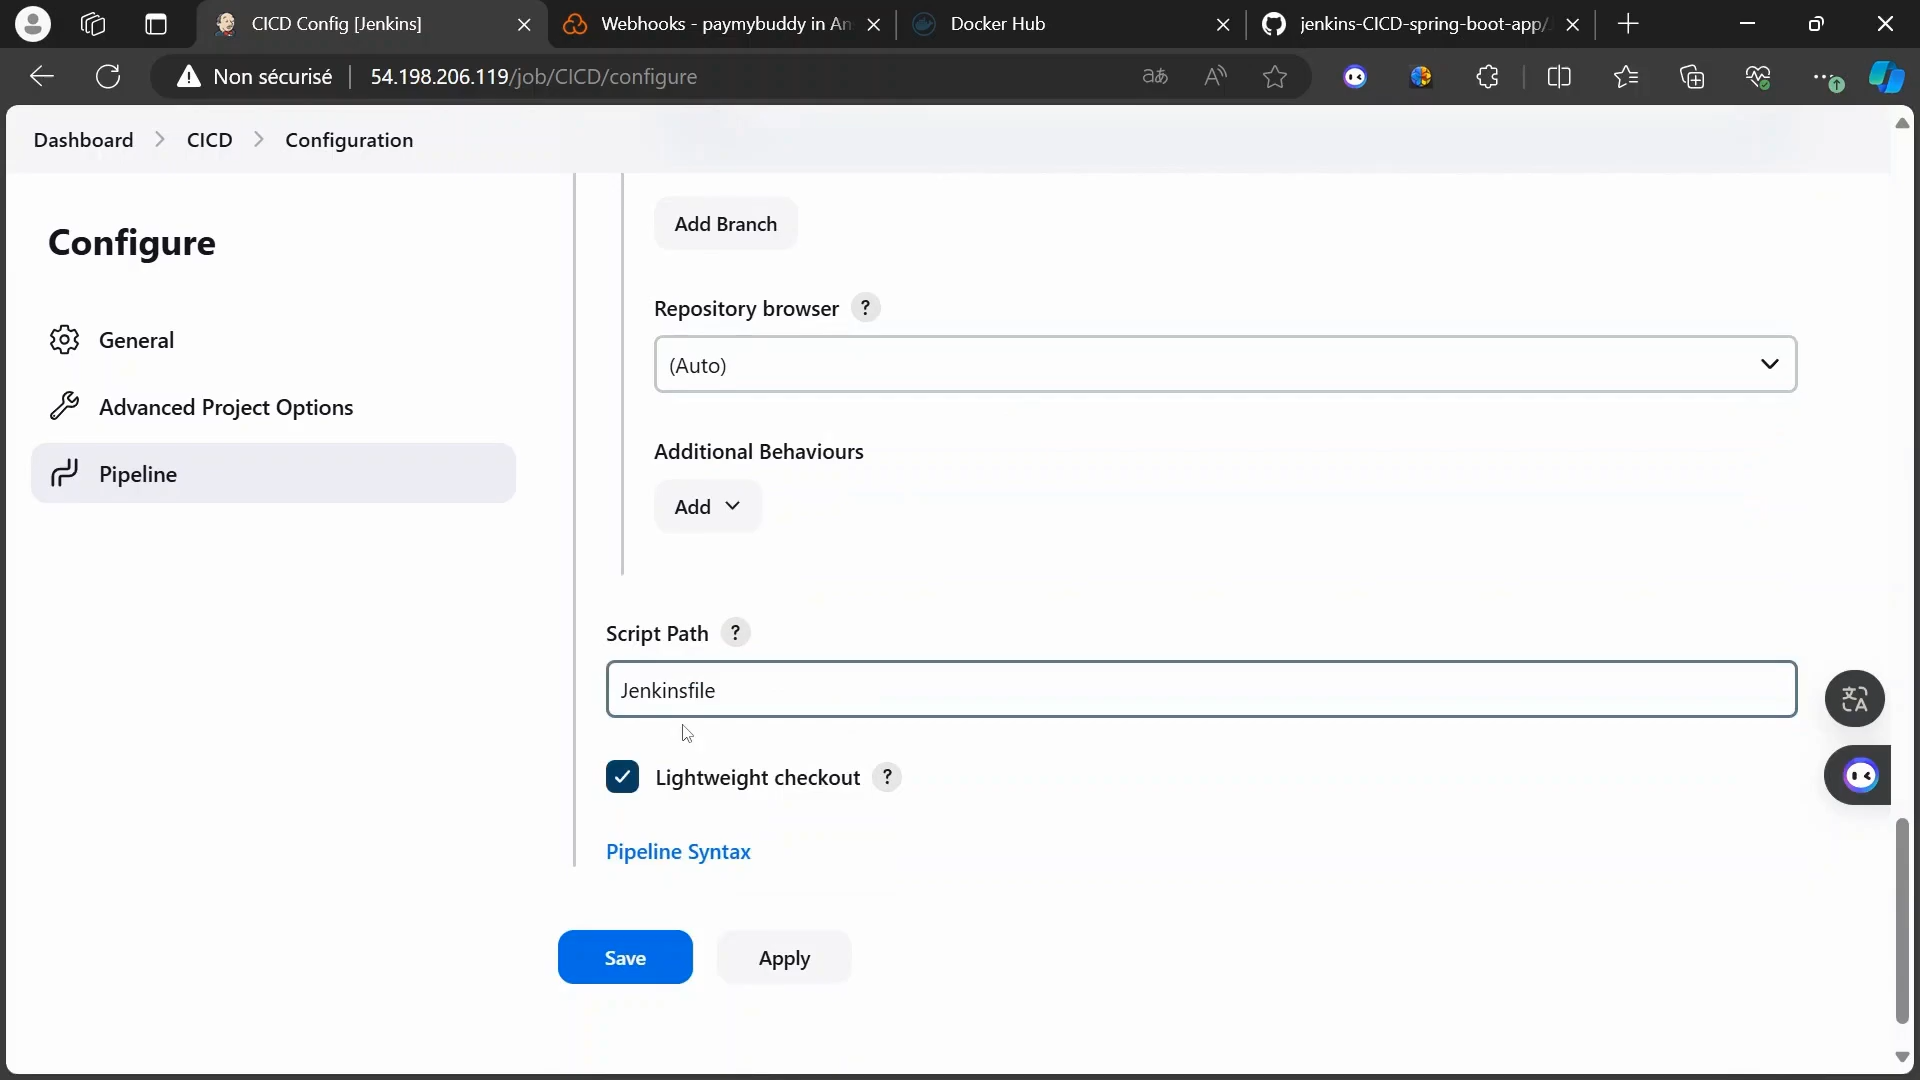 CICD Config [Jenkins]
Webhooks - paymybuddy in An
Docker Hub
jenkins-CICD-spring-boot-app/
Non sécurisé
54.198.206.119/job/CICD/configure
Dashboard
CICD
Configuration
Configure
General
Advanced Project Options
Pipeline
Add Branch
Repository browser ?
(Auto)
Additional Behaviours
Add
Script Path ?
Jenkinsfile
Lightweight checkout ?
Pipeline Syntax
Save
Apply